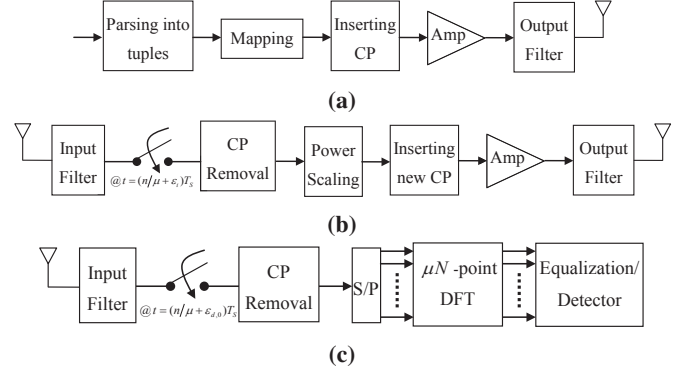 Parsing into
tuples
Mapping
Inserting
CP
Amp
Output
Filter
(a)
Input
Filter
@ t = (n/μ + ε_i)T_S
CP
Removal
Power
Scaling
Inserting
new CP
Amp
Output
Filter
(b)
Input
Filter
@ t = (n/μ + ε_{d,0})T_S
CP
Removal
S/P
μN -point
DFT
Equalization/
Detector
(c)